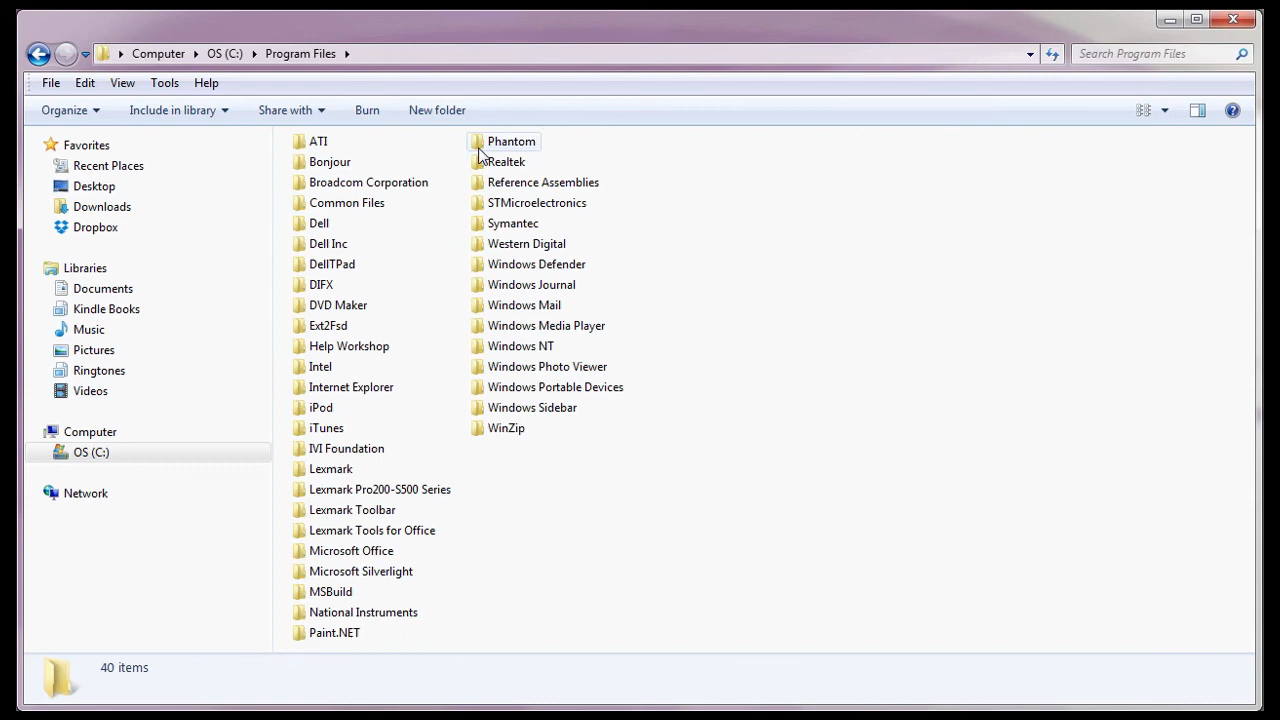 Computer OS (C:) Program Files
Search Program Files
File Edit View Tools Help
Organize Include in library Share with Burn New folder
Favorites
Recent Places
Desktop
Downloads
Dropbox
Libraries
Documents
Kindle Books
Music
Pictures
Ringtones
Videos
Computer
OS (C:)
Network
ATI
Bonjour
Broadcom Corporation
Common Files
Dell
Dell Inc
DellTPad
DIFX
DVD Maker
Ext2Fsd
Help Workshop
Intel
Internet Explorer
iPod
iTunes
IVI Foundation
Lexmark
Lexmark Pro200-S500 Series
Lexmark Toolbar
Lexmark Tools for Office
Microsoft Office
Microsoft Silverlight
MSBuild
National Instruments
Paint.NET
Phantom
Realtek
Reference Assemblies
STMicroelectronics
Symantec
Western Digital
Windows Defender
Windows Journal
Windows Mail
Windows Media Player
Windows NT
Windows Photo Viewer
Windows Portable Devices
Windows Sidebar
WinZip
40 items